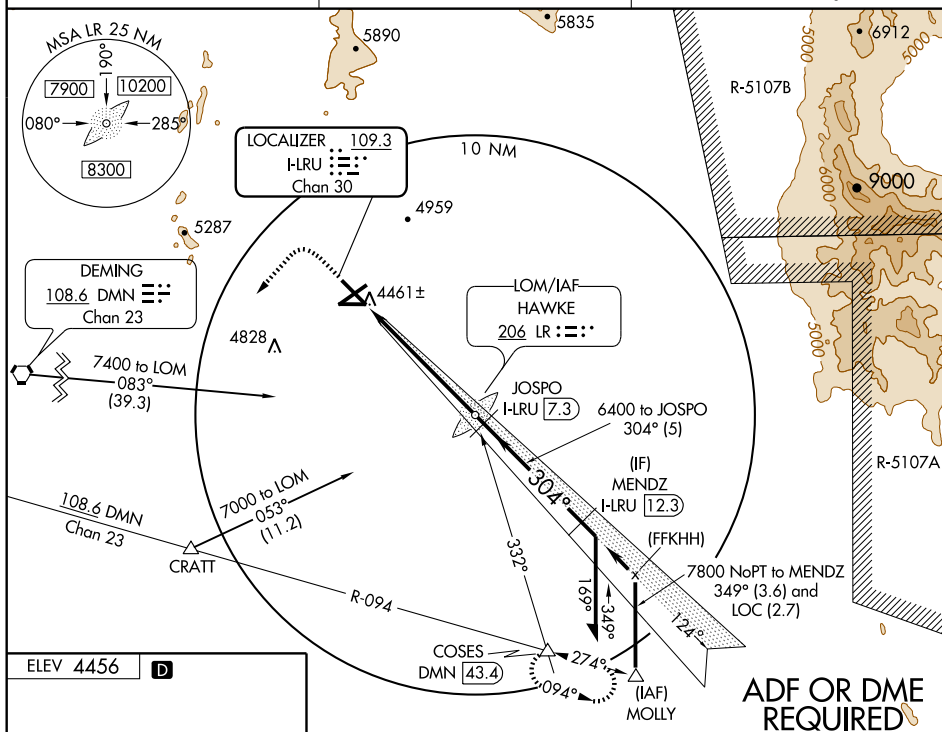 MSA LR 25 NM
190°
7900
10200
080°
285°
8300
5890
5835
6912
R-5107B
6000
5000
9000
LOCALIZER 109.3
I-LRU
Chan 30
10 NM
4959
5287
DEMING
108.6 DMN
Chan 23
7400 to LOM
083°
(39.3)
4461±
4828
LOM/IAF
HAWKE
206 LR
JOSPO
I-LRU 7.3
6400 to JOSPO
304° (5)
304°
(IF)
MENDZ
I-LRU 12.3
(FFKHH)
7800 NoPT to MENDZ
349° (3.6) and
LOC (2.7)
5000
6000
5000
R-5107A
7000 to LOM
053°
(11.2)
108.6 DMN
Chan 23
CRATT
R-094
332°
169°
349°
124°
COSES
DMN 43.4
274°
094°
(IAF)
MOLLY
ELEV 4456 D
ADF OR DME
REQUIRED